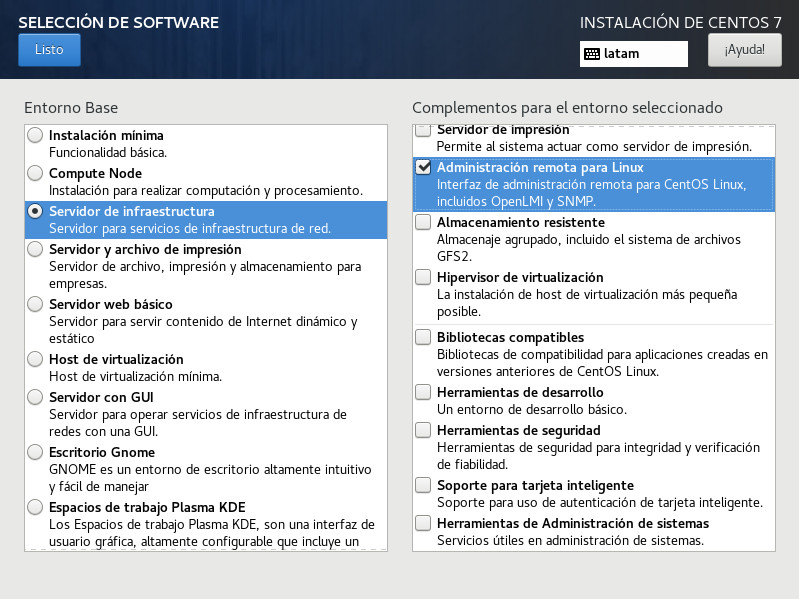 SELECCIÓN DE SOFTWARE
Listo
INSTALACIÓN DE CENTOS 7
latam
¡Ayuda!
Entorno Base
Instalación mínima
Funcionalidad básica.
Compute Node
Instalación para realizar computación y procesamiento.
Servidor de infraestructura
Servidor para servicios de infraestructura de red.
Servidor y archivo de impresión
Servidor de archivo, impresión y almacenamiento para
empresas.
Servidor web básico
Servidor para servir contenido de Internet dinámico y
estático
Host de virtualización
Host de virtualización mínima.
Servidor con GUI
Servidor para operar servicios de infraestructura de
redes con una GUI.
Escritorio Gnome
GNOME es un entorno de escritorio altamente intuitivo
y fácil de manejar
Espacios de trabajo Plasma KDE
Los Espacios de trabajo Plasma KDE, son una interfaz de
usuario gráfica, altamente configurable que incluye un
Complementos para el entorno seleccionado
Servidor de impresión
Permite al sistema actuar como servidor de impresión.
Administración remota para Linux
Interfaz de administración remota para CentOS Linux,
incluidos OpenLMI y SNMP.
Almacenamiento resistente
Almacenaje agrupado, incluido el sistema de archivos
GFS2.
Hipervisor de virtualización
La instalación de host de virtualización más pequeña
posible.
Bibliotecas compatibles
Bibliotecas de compatibilidad para aplicaciones creadas en
versiones anteriores de CentOS Linux.
Herramientas de desarrollo
Un entorno de desarrollo básico.
Herramientas de seguridad
Herramientas de seguridad para integridad y verificación
de fiabilidad.
Soporte para tarjeta inteligente
Soporte para uso de autenticación de tarjeta inteligente.
Herramientas de Administración de sistemas
Servicios útiles en administración de sistemas.